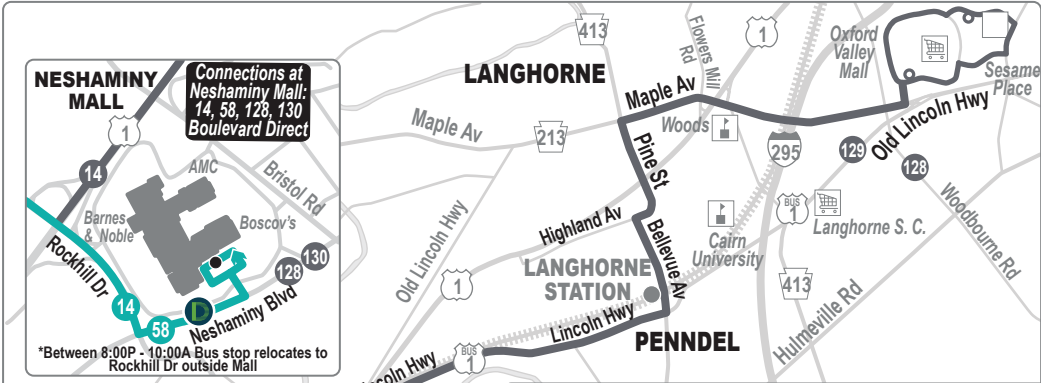 NESHAMINY
MALL
Connections at
Neshaminy Mall:
14, 58, 128, 130
Boulevard Direct
1
14
AMC
Bristol Rd
Barnes
& Noble
Boscov's
Rockhill Dr
130
128
14
58
D
Neshaminy Blvd
*Between 8:00P - 10:00A Bus stop relocates to
Rockhill Dr outside Mall
413
Flowers Mill
Rd
1
Oxford
Valley
Mall
Sesame
Place
LANGHORNE
Maple Av
Maple Av
213
Woods
295
Old Lincoln Hwy
129
128
Pine St
Highland Av
BUS
1
Langhorne S. C.
Woodbourne Rd
Old Lincoln Hwy
Cairn
University
Bellevue Av
LANGHORNE
STATION
1
413
Hulmeville Rd
Lincoln Hwy
PENNDEL
BUS
1
coln Hwy